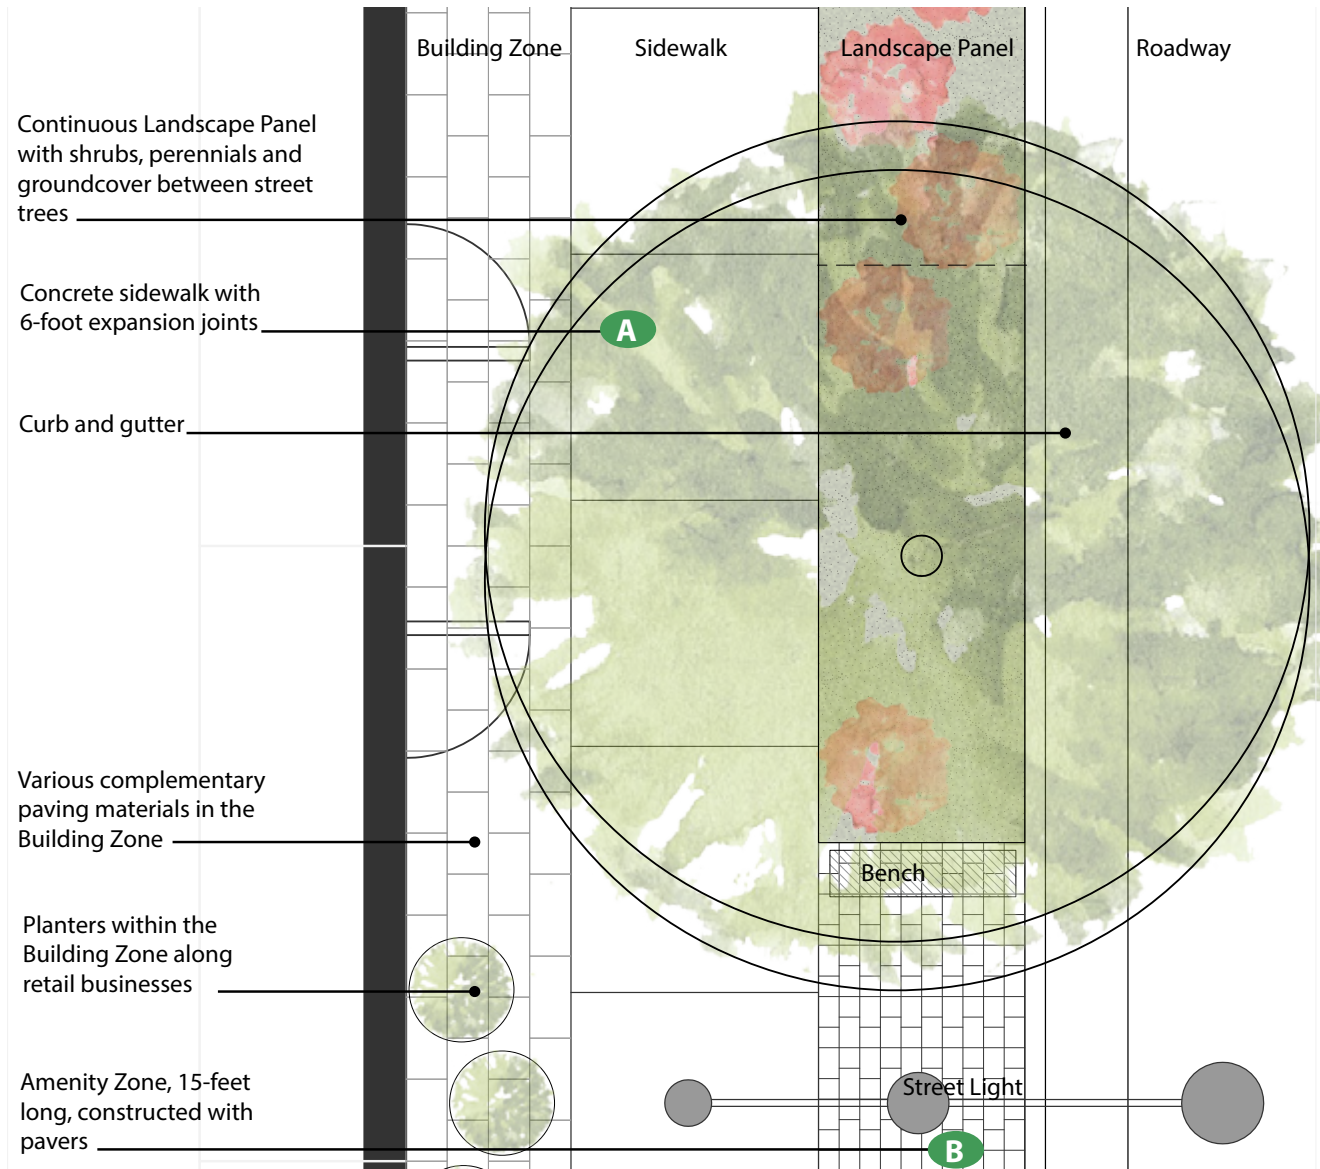 Building Zone
Sidewalk
Landscape Panel
Roadway
Continuous Landscape Panel
with shrubs, perennials and
groundcover between street
trees
Concrete sidewalk with
6-foot expansion joints
A
Curb and gutter
Various complementary
paving materials in the
Building Zone
Bench
Planters within the
Building Zone along
retail businesses
Amenity Zone, 15-feet
long, constructed with
pavers
Street Light
B